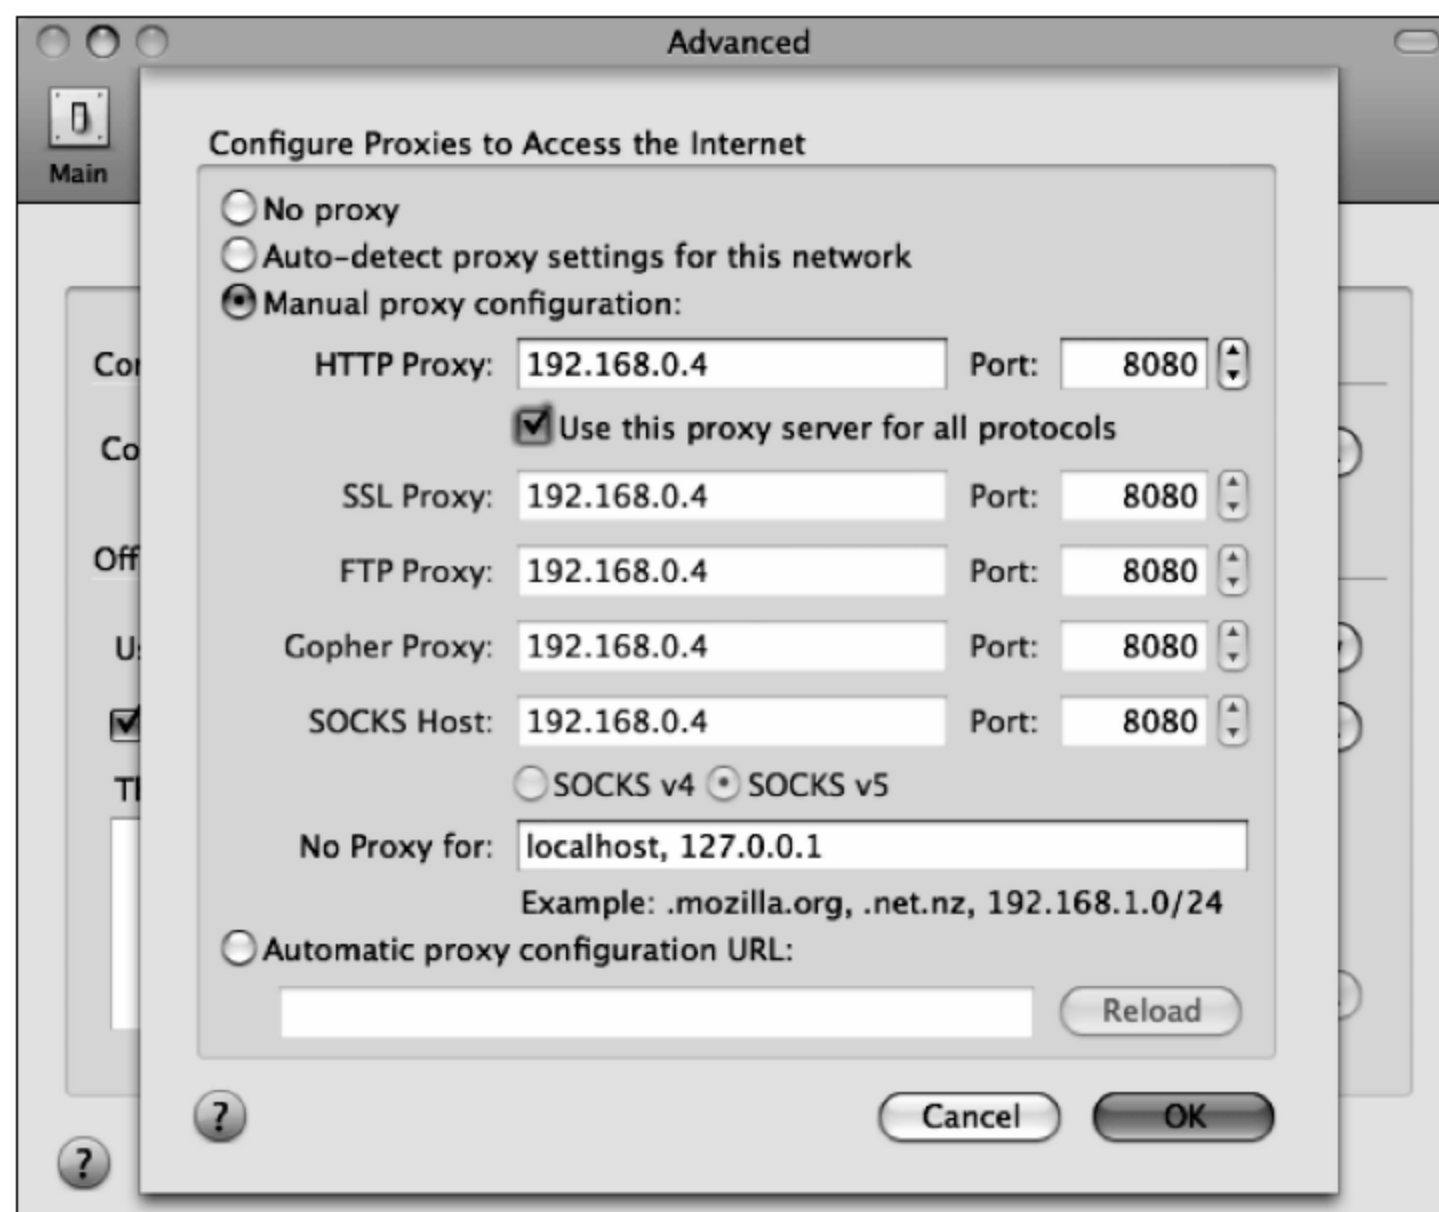 Advanced
Main
Configure Proxies to Access the Internet
No proxy
Auto-detect proxy settings for this network
Manual proxy configuration:
HTTP Proxy: 192.168.0.4 Port: 8080
Use this proxy server for all protocols
SSL Proxy: 192.168.0.4 Port: 8080
FTP Proxy: 192.168.0.4 Port: 8080
Gopher Proxy: 192.168.0.4 Port: 8080
SOCKS Host: 192.168.0.4 Port: 8080
SOCKS v4 SOCKS v5
No Proxy for: localhost, 127.0.0.1
Example: .mozilla.org, .net.nz, 192.168.1.0/24
Automatic proxy configuration URL:
Reload
? Cancel OK
?